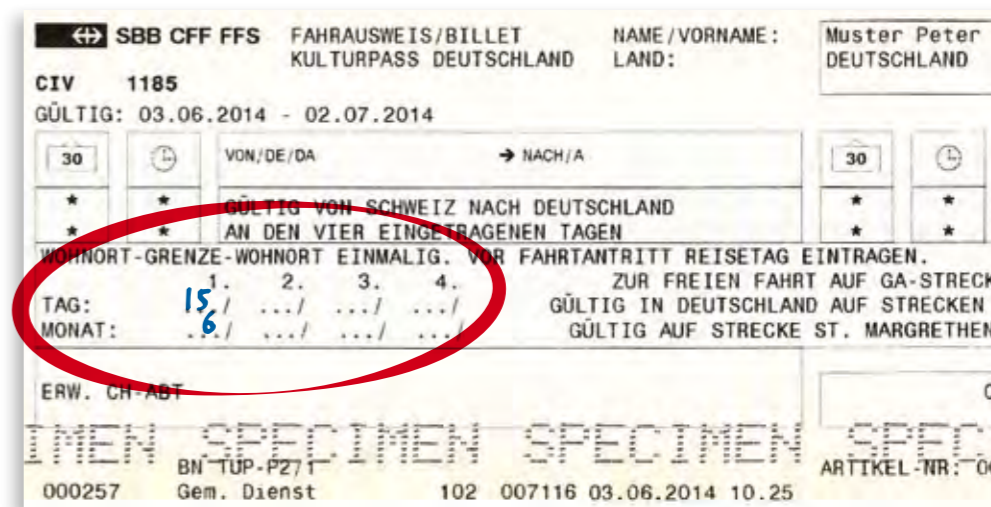 SBB CFF FFS FAHRAUSWEIS/BILLET NAME/VORNAME: Muster Peter
KULTURPASS DEUTSCHLAND LAND: DEUTSCHLAND
CIV 1185
GÜLTIG: 03.06.2014 - 02.07.2014
30 VON/DE/DA → NACH/A 30
* * GÜLTIG VON SCHWEIZ NACH DEUTSCHLAND * *
* * AN DEN VIER EINGETRAGENEN TAGEN * *
WOHNORT-GRENZE-WOHNORT EINMALIG. VOR FAHRTANTRITT REISETAG EINTRAGEN.
1. 2. 3. 4. ZUR FREIEN FAHRT AUF GA-STRECK
TAG: 15/ .../ .../ .../ GÜLTIG IN DEUTSCHLAND AUF STRECKEN
MONAT: .6./ .../ .../ .../ GÜLTIG AUF STRECKE ST. MARGRETHEN
ERW. CH-ABT
IMEN SPECIMEN SPECIMEN SPECIMEN
BN TUP-P2/1 ARTIKEL-NR:
000257 Gem. Dienst 102 007116 03.06.2014 10.25